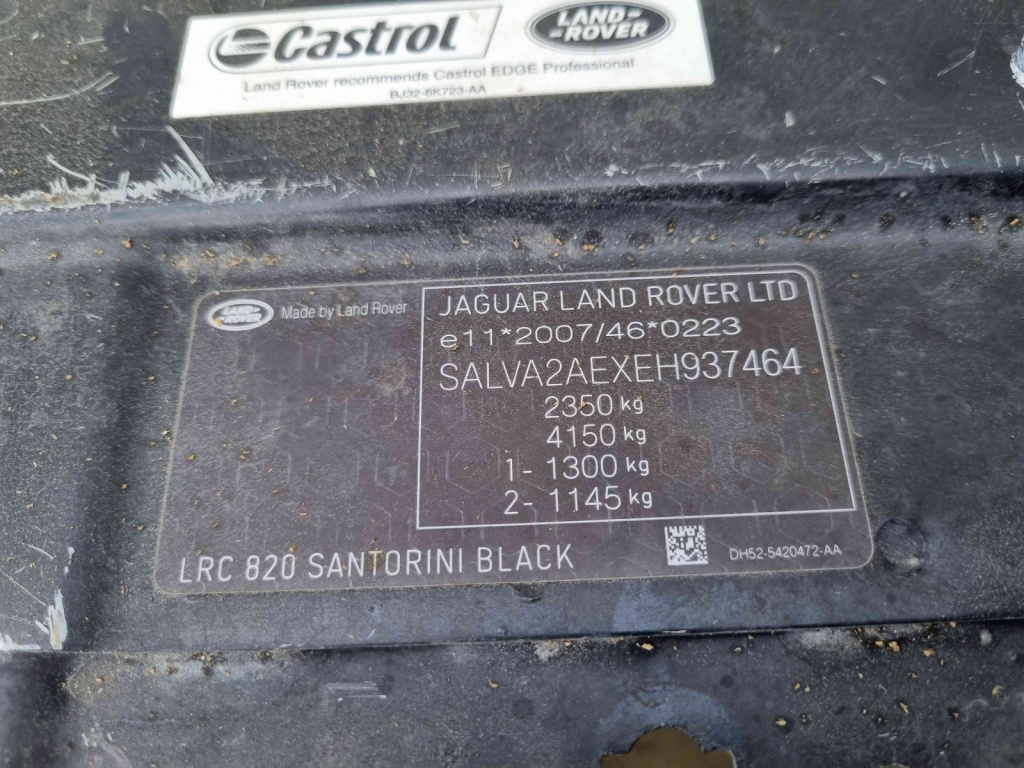 Castrol
LAND ROVER
Land Rover recommends Castrol EDGE Professional
BJ32-6K723-AA
LAND ROVER
Made by Land Rover
JAGUAR LAND ROVER LTD
e11*2007/46*0223
SALVA2AEXEH937464
2350 kg
4150 kg
1- 1300 kg
2- 1145 kg
LRC 820 SANTORINI BLACK
DH52-5420472-AA